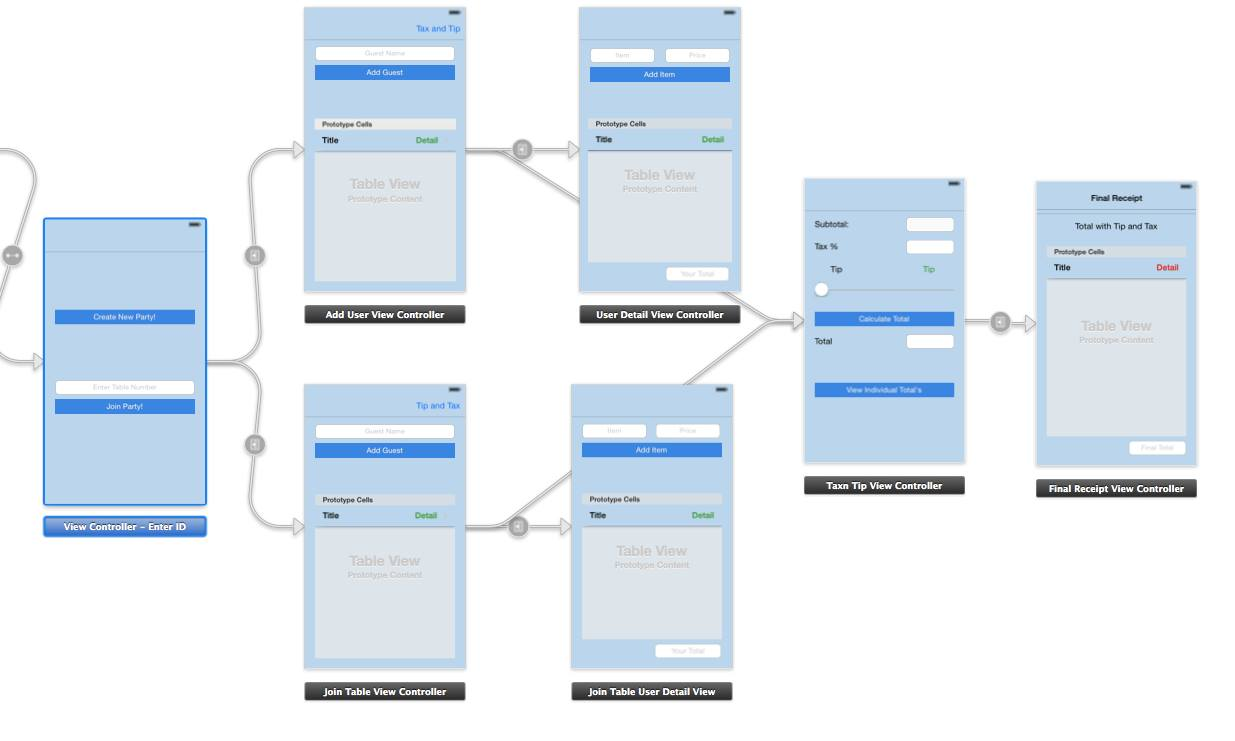 Create New Party!
Enter Table Number
Join Party!
View Controller – Enter ID
Tax and Tip
Guest Name
Add Guest
Prototype Cells
Title Detail
Table View
Prototype Content
Add User View Controller
Item Price
Add Item
Prototype Cells
Title Detail
Table View
Prototype Content
Your Total
User Detail View Controller
Tip and Tax
Guest Name
Add Guest
Prototype Cells
Title Detail
Table View
Prototype Content
Join Table View Controller
Item Price
Add Item
Prototype Cells
Title Detail
Table View
Prototype Content
Your Total
Join Table User Detail View
Subtotal:
Tax %
Tip Tip
Calculate Total
Total
View Individual Total's
Taxn Tip View Controller
Final Receipt
Total with Tip and Tax
Prototype Cells
Title Detail
Table View
Prototype Content
Final Total
Final Receipt View Controller